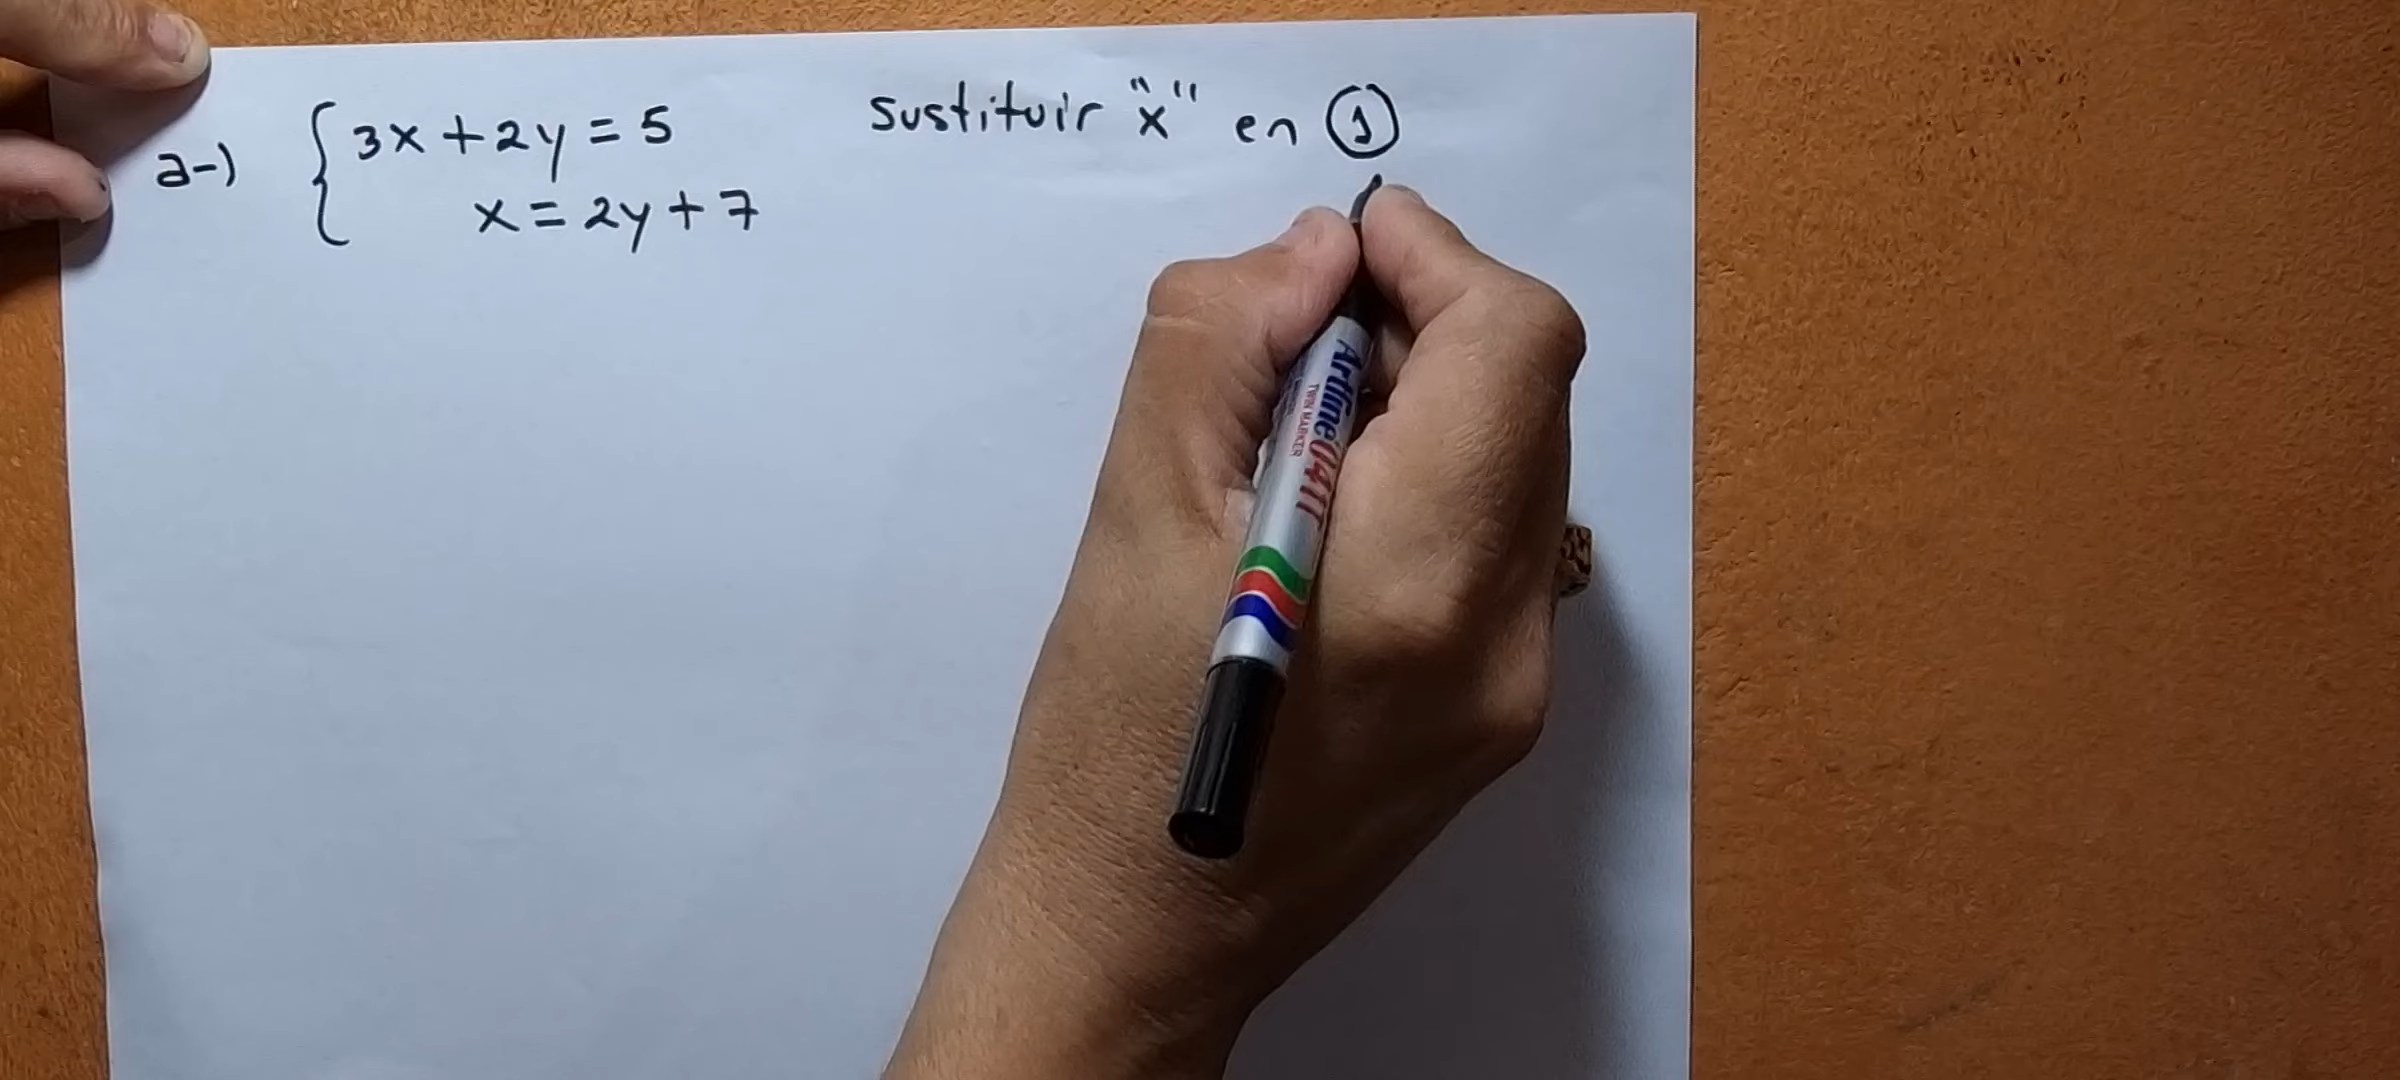 a-) { 3x + 2y = 5
x = 2y + 7
sustituir "x" en ①
Artline 041T
TWIN MARKER